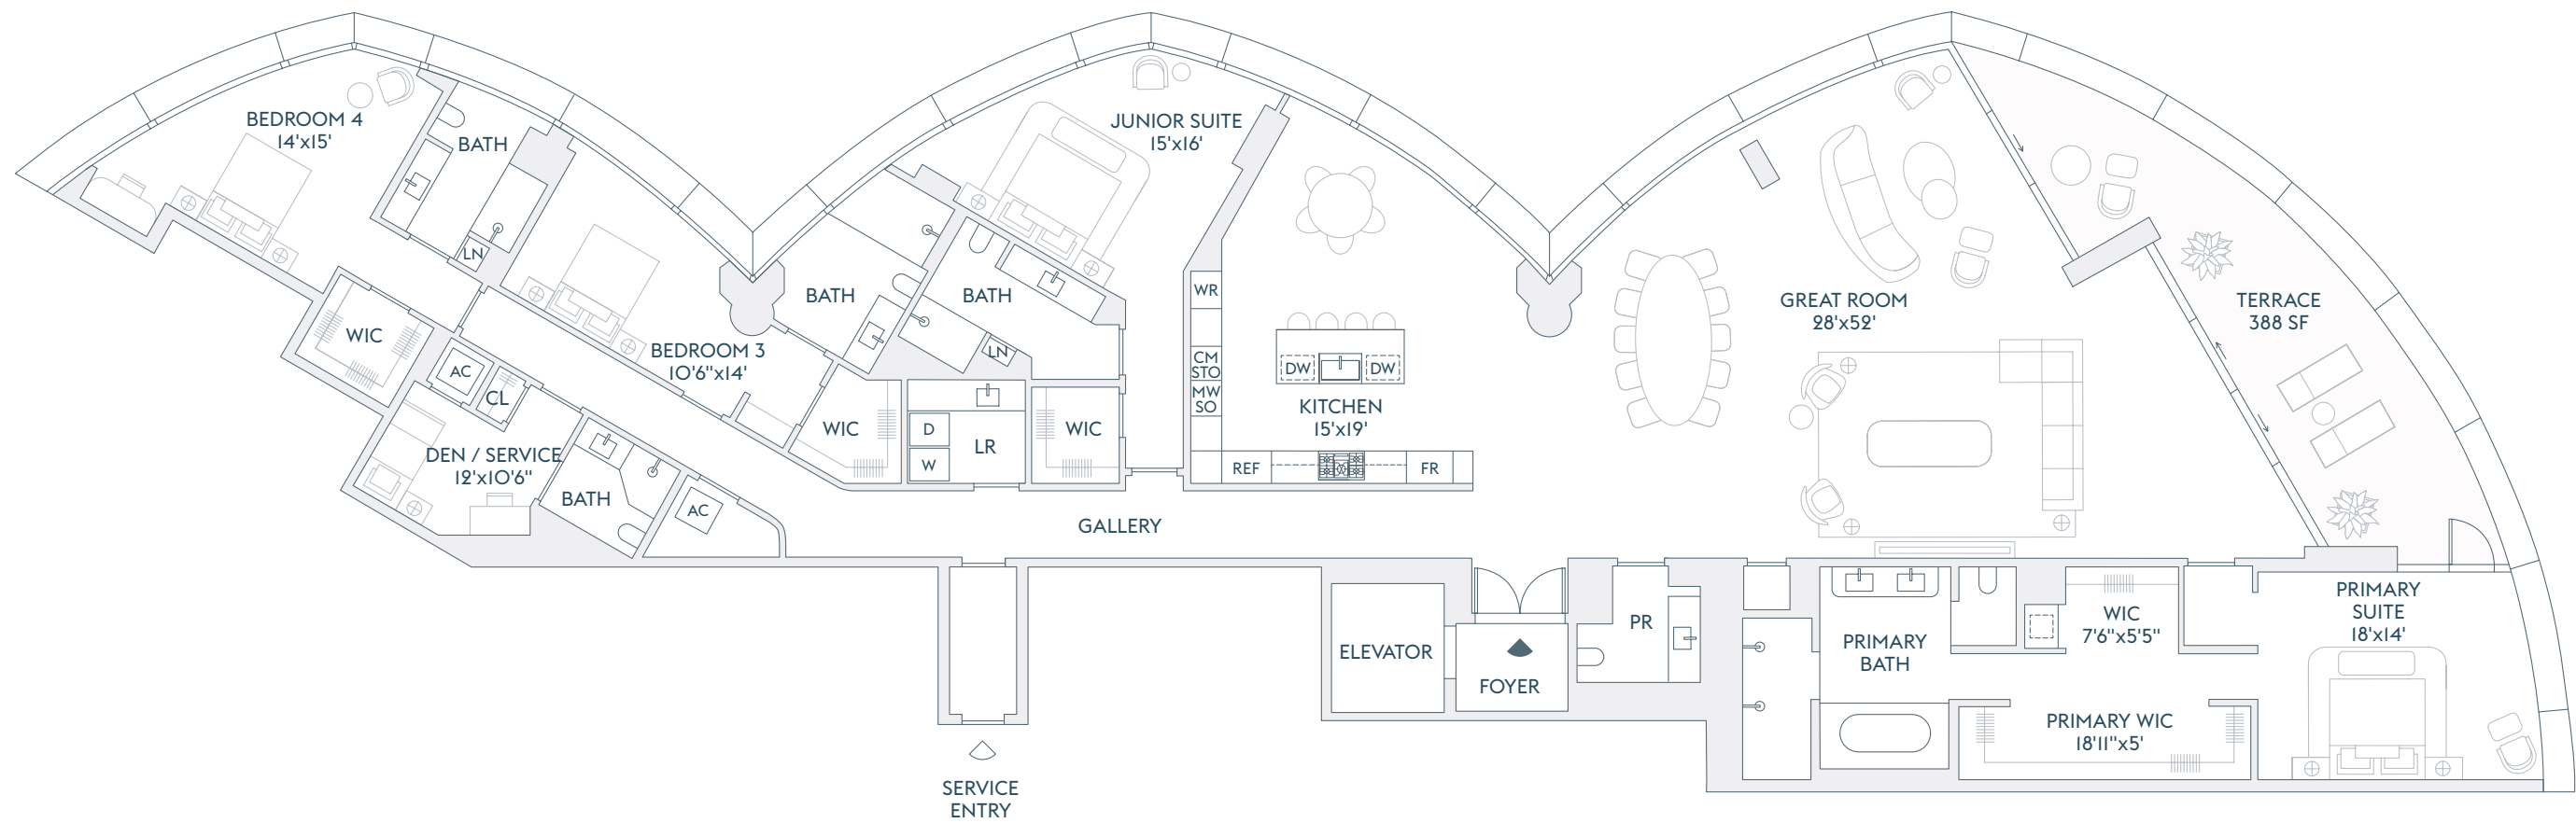 BEDROOM 4
14'x15'
BATH
LN
WIC
AC
CL
DEN / SERVICE
12'x10'6"
BATH
AC
BEDROOM 3
10'6"x14'
BATH
WIC
JUNIOR SUITE
15'x16'
BATH
LN
D
W
LR
WIC
WR
CM
STO
MW
SO
REF
FR
DW
DW
KITCHEN
15'x19'
GALLERY
SERVICE
ENTRY
ELEVATOR
FOYER
PR
GREAT ROOM
28'x52'
TERRACE
388 SF
PRIMARY
BATH
WIC
7'6"x5'5"
PRIMARY WIC
18'11"x5'
PRIMARY
SUITE
18'x14'